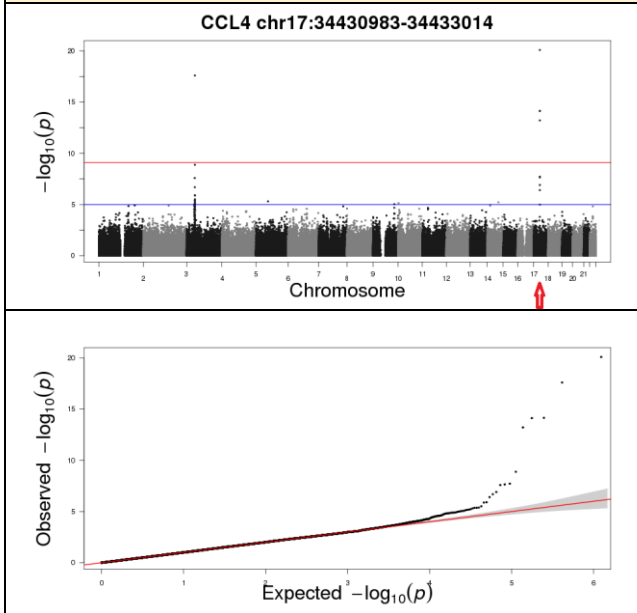 CCL4 chr17:34430983-34433014
20
15
10
5
0
−log10(p)
1 2 3 4 5 6 7 8 9 10 11 12 13 14 15 16 17 18 19 20 21
Chromosome
20
15
10
5
0
Observed −log10(p)
0 1 2 3 4 5 6
Expected −log10(p)